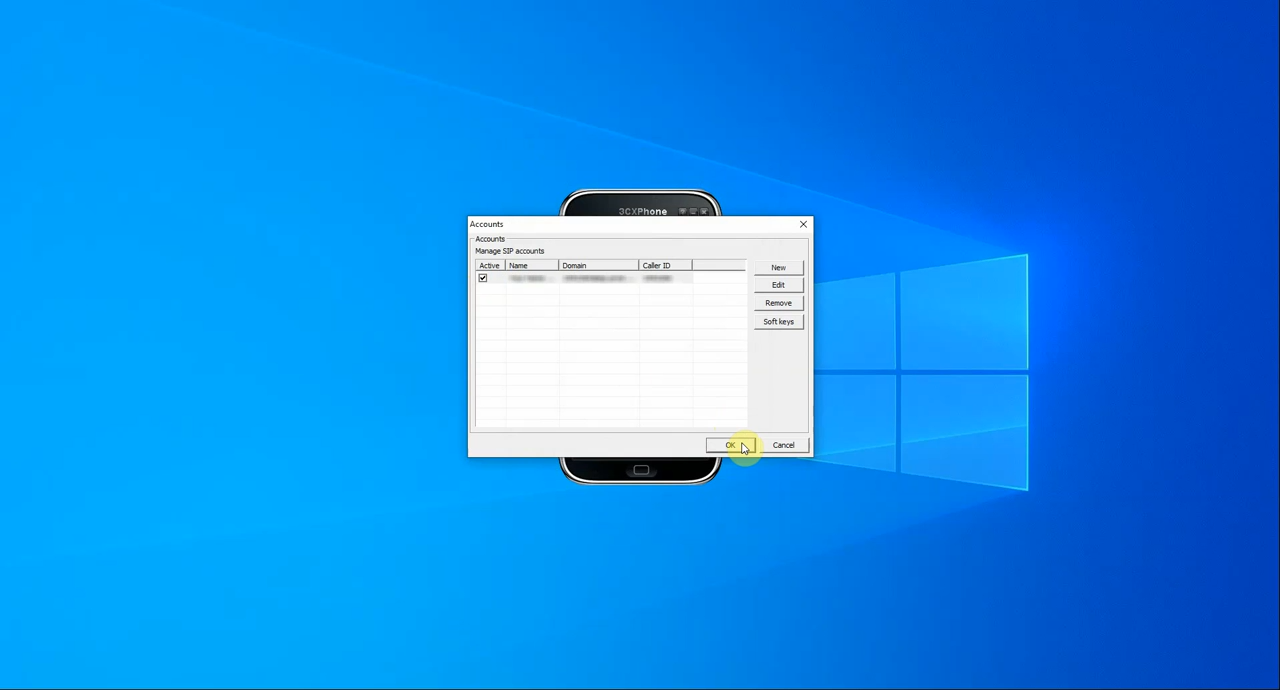 3CXPhone
Accounts
Accounts
Manage SIP accounts
Active Name Domain Caller ID
New
Edit
Remove
Soft keys
OK Cancel